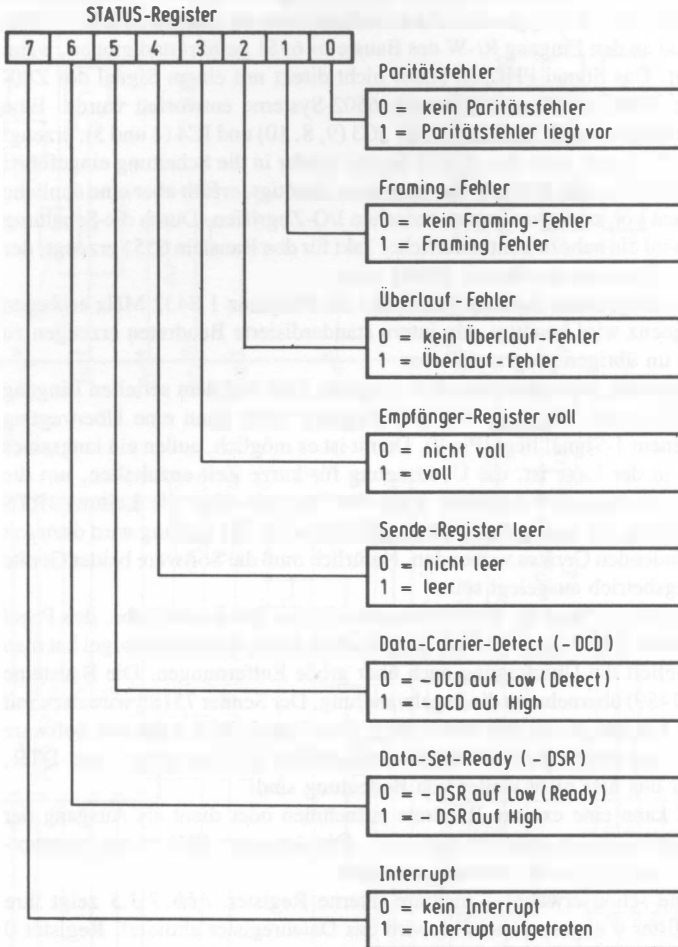 STATUS-Register
7 6 5 4 3 2 1 0
Paritätsfehler
0 = kein Paritätsfehler
1 = Paritätsfehler liegt vor
Framing-Fehler
0 = kein Framing-Fehler
1 = Framing Fehler
Überlauf-Fehler
0 = kein Überlauf-Fehler
1 = Überlauf-Fehler
Empfänger-Register voll
0 = nicht voll
1 = voll
Sende-Register leer
0 = nicht leer
1 = leer
Data-Carrier-Detect (-DCD)
0 = -DCD auf Low (Detect)
1 = -DCD auf High
Data-Set-Ready (-DSR)
0 = -DSR auf Low (Ready)
1 = -DSR auf High
Interrupt
0 = kein Interrupt
1 = Interrupt aufgetreten